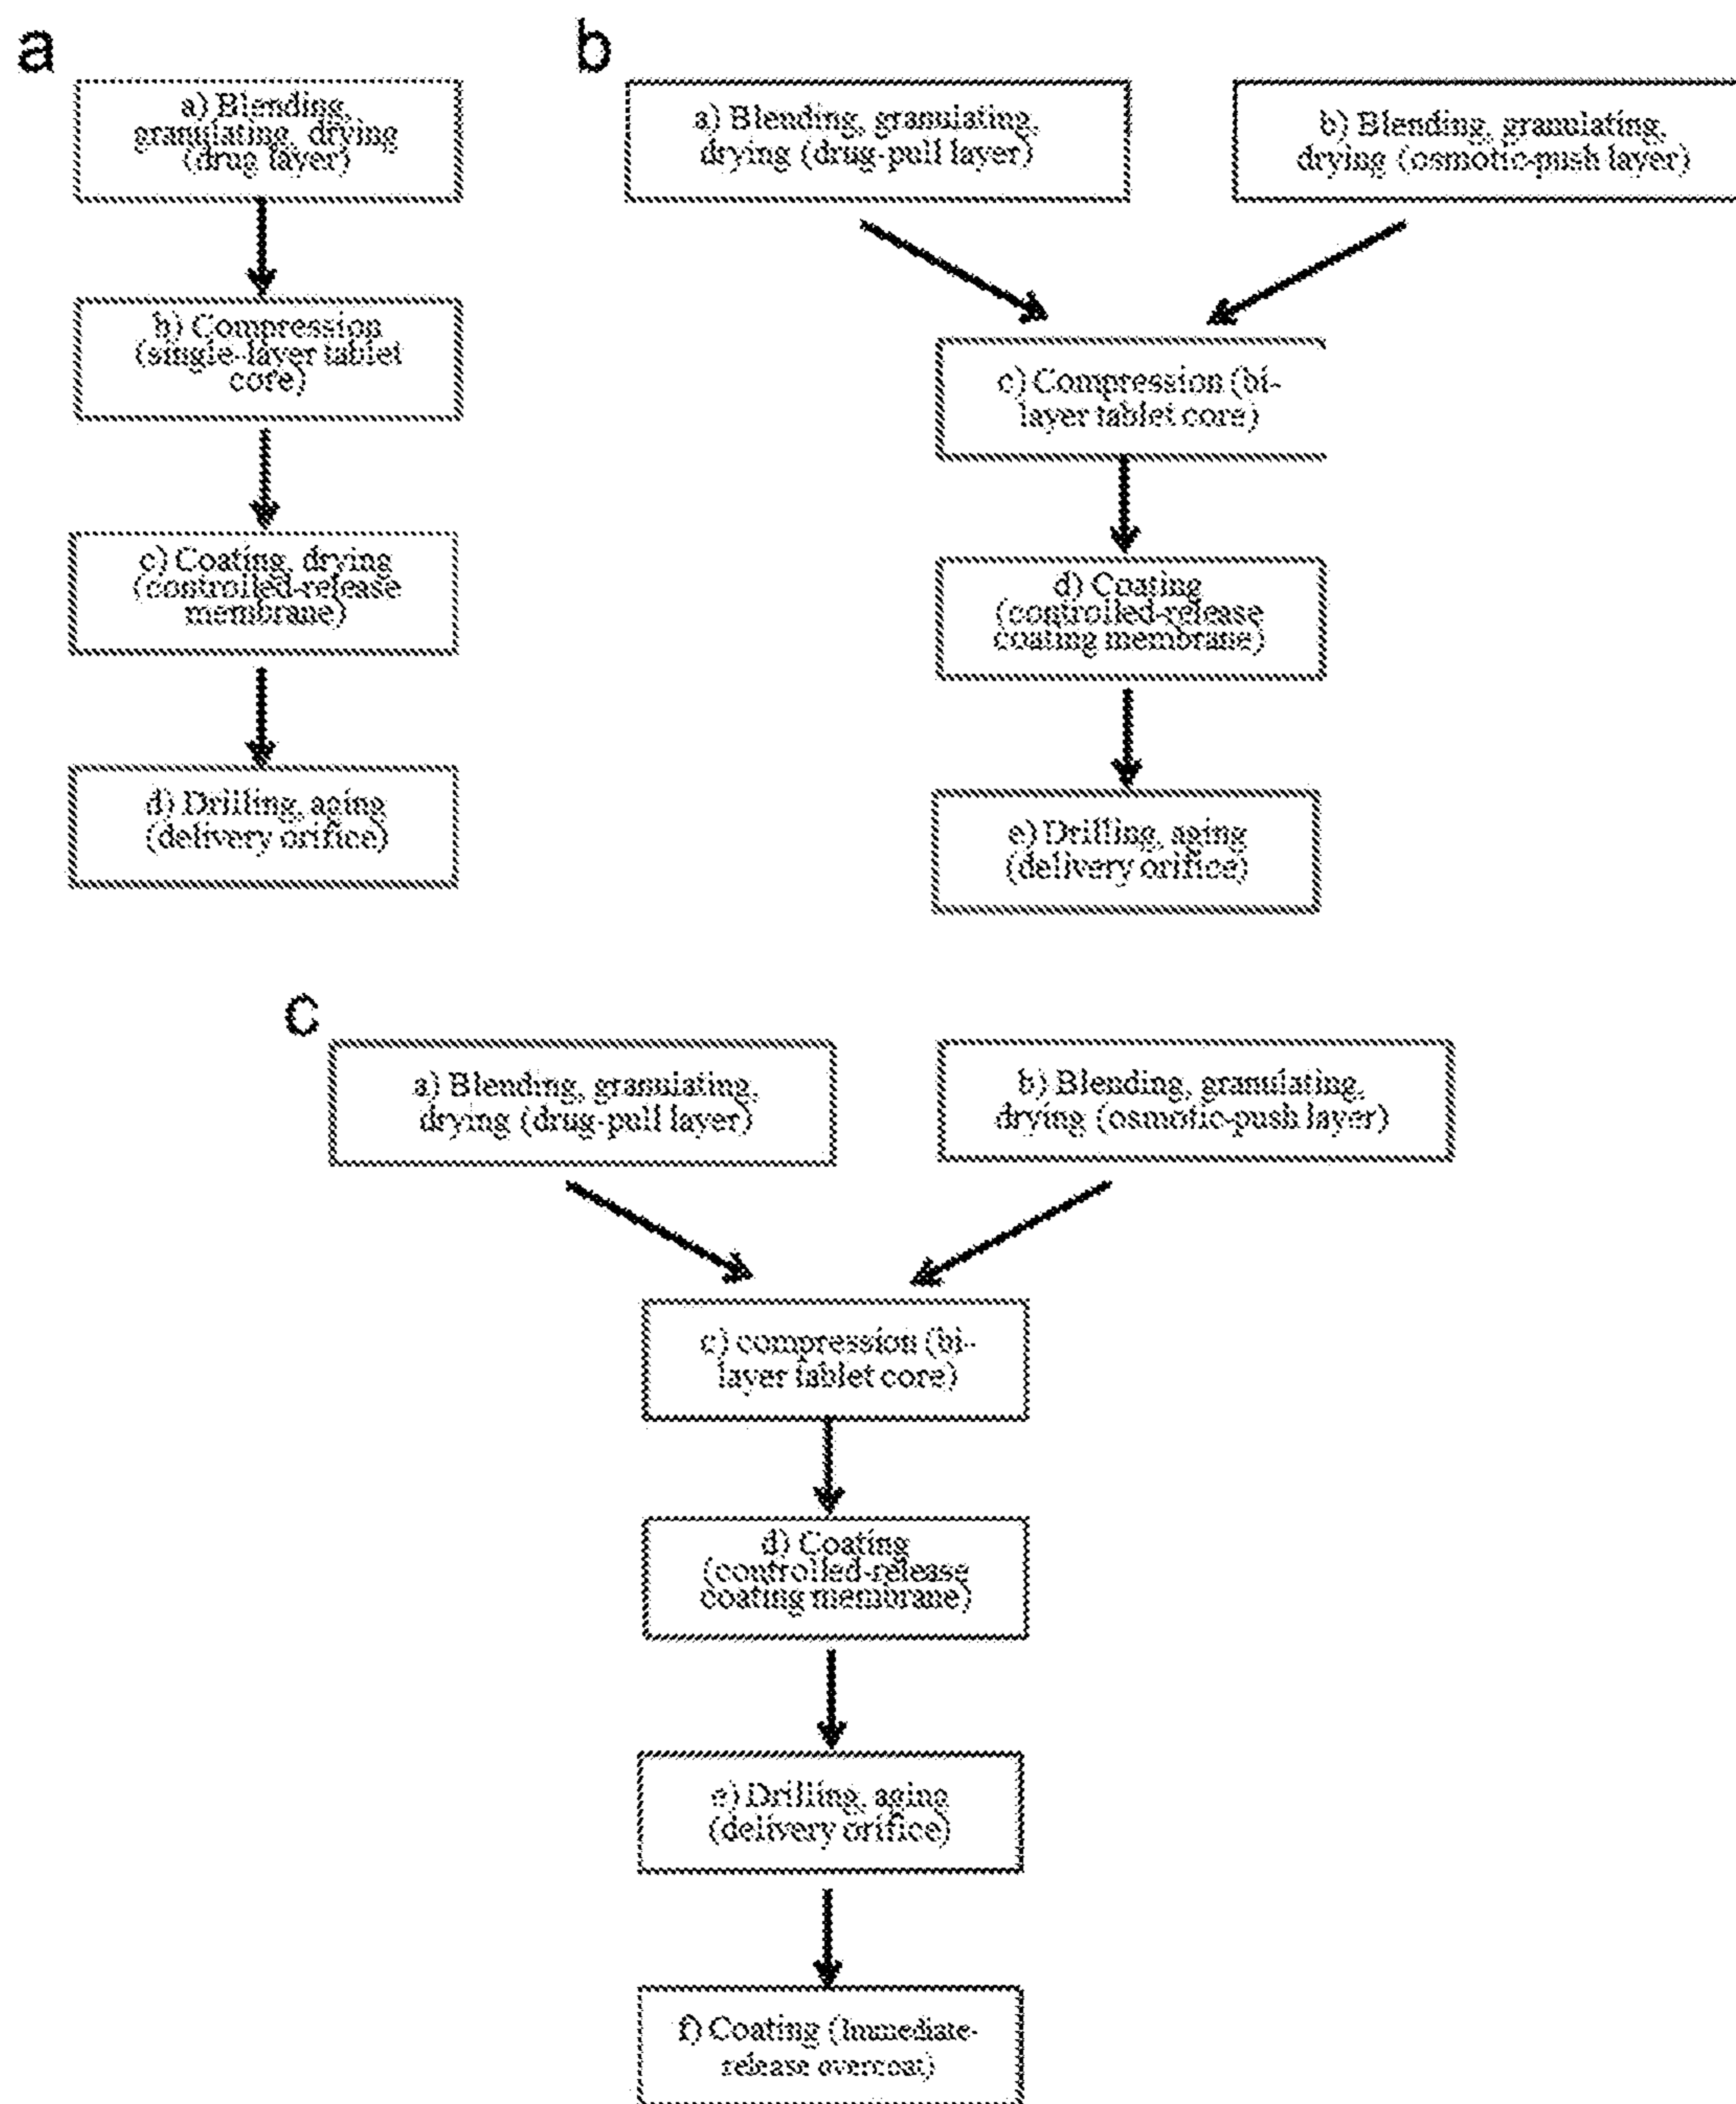 a
a) Blending,
granulating, drying
(drug layer)
b) Compression
(single-layer tablet
core)
c) Coating, drying
(controlled-release
membrane)
d) Drilling, aging
(delivery orifice)
b
a) Blending, granulating,
drying (drug-pull layer)
b) Blending, granulating,
drying (osmotic-push layer)
c) Compression (bi-
layer tablet core)
d) Coating
(controlled-release
coating membrane)
e) Drilling, aging
(delivery orifice)
c
a) Blending, granulating,
drying (drug-pull layer)
b) Blending, granulating,
drying (osmotic-push layer)
c) compression (bi-
layer tablet core)
d) Coating
(controlled-release
coating membrane)
e) Drilling, aging
(delivery orifice)
f) Coating (Immediate-
release overcoat)